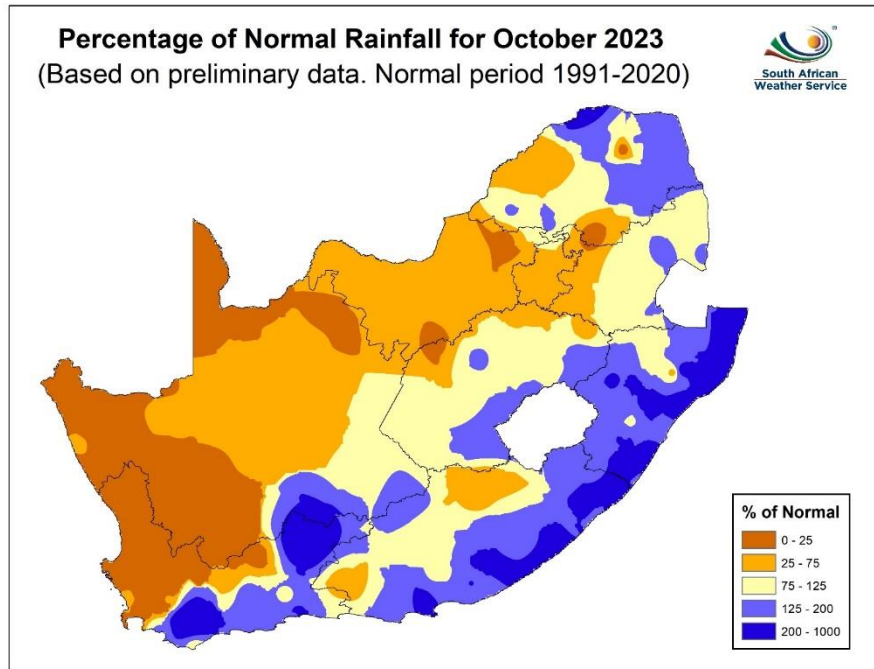 Percentage of Normal Rainfall for October 2023
(Based on preliminary data. Normal period 1991-2020)
South African
Weather Service
% of Normal
0 - 25
25 - 75
75 - 125
125 - 200
200 - 1000